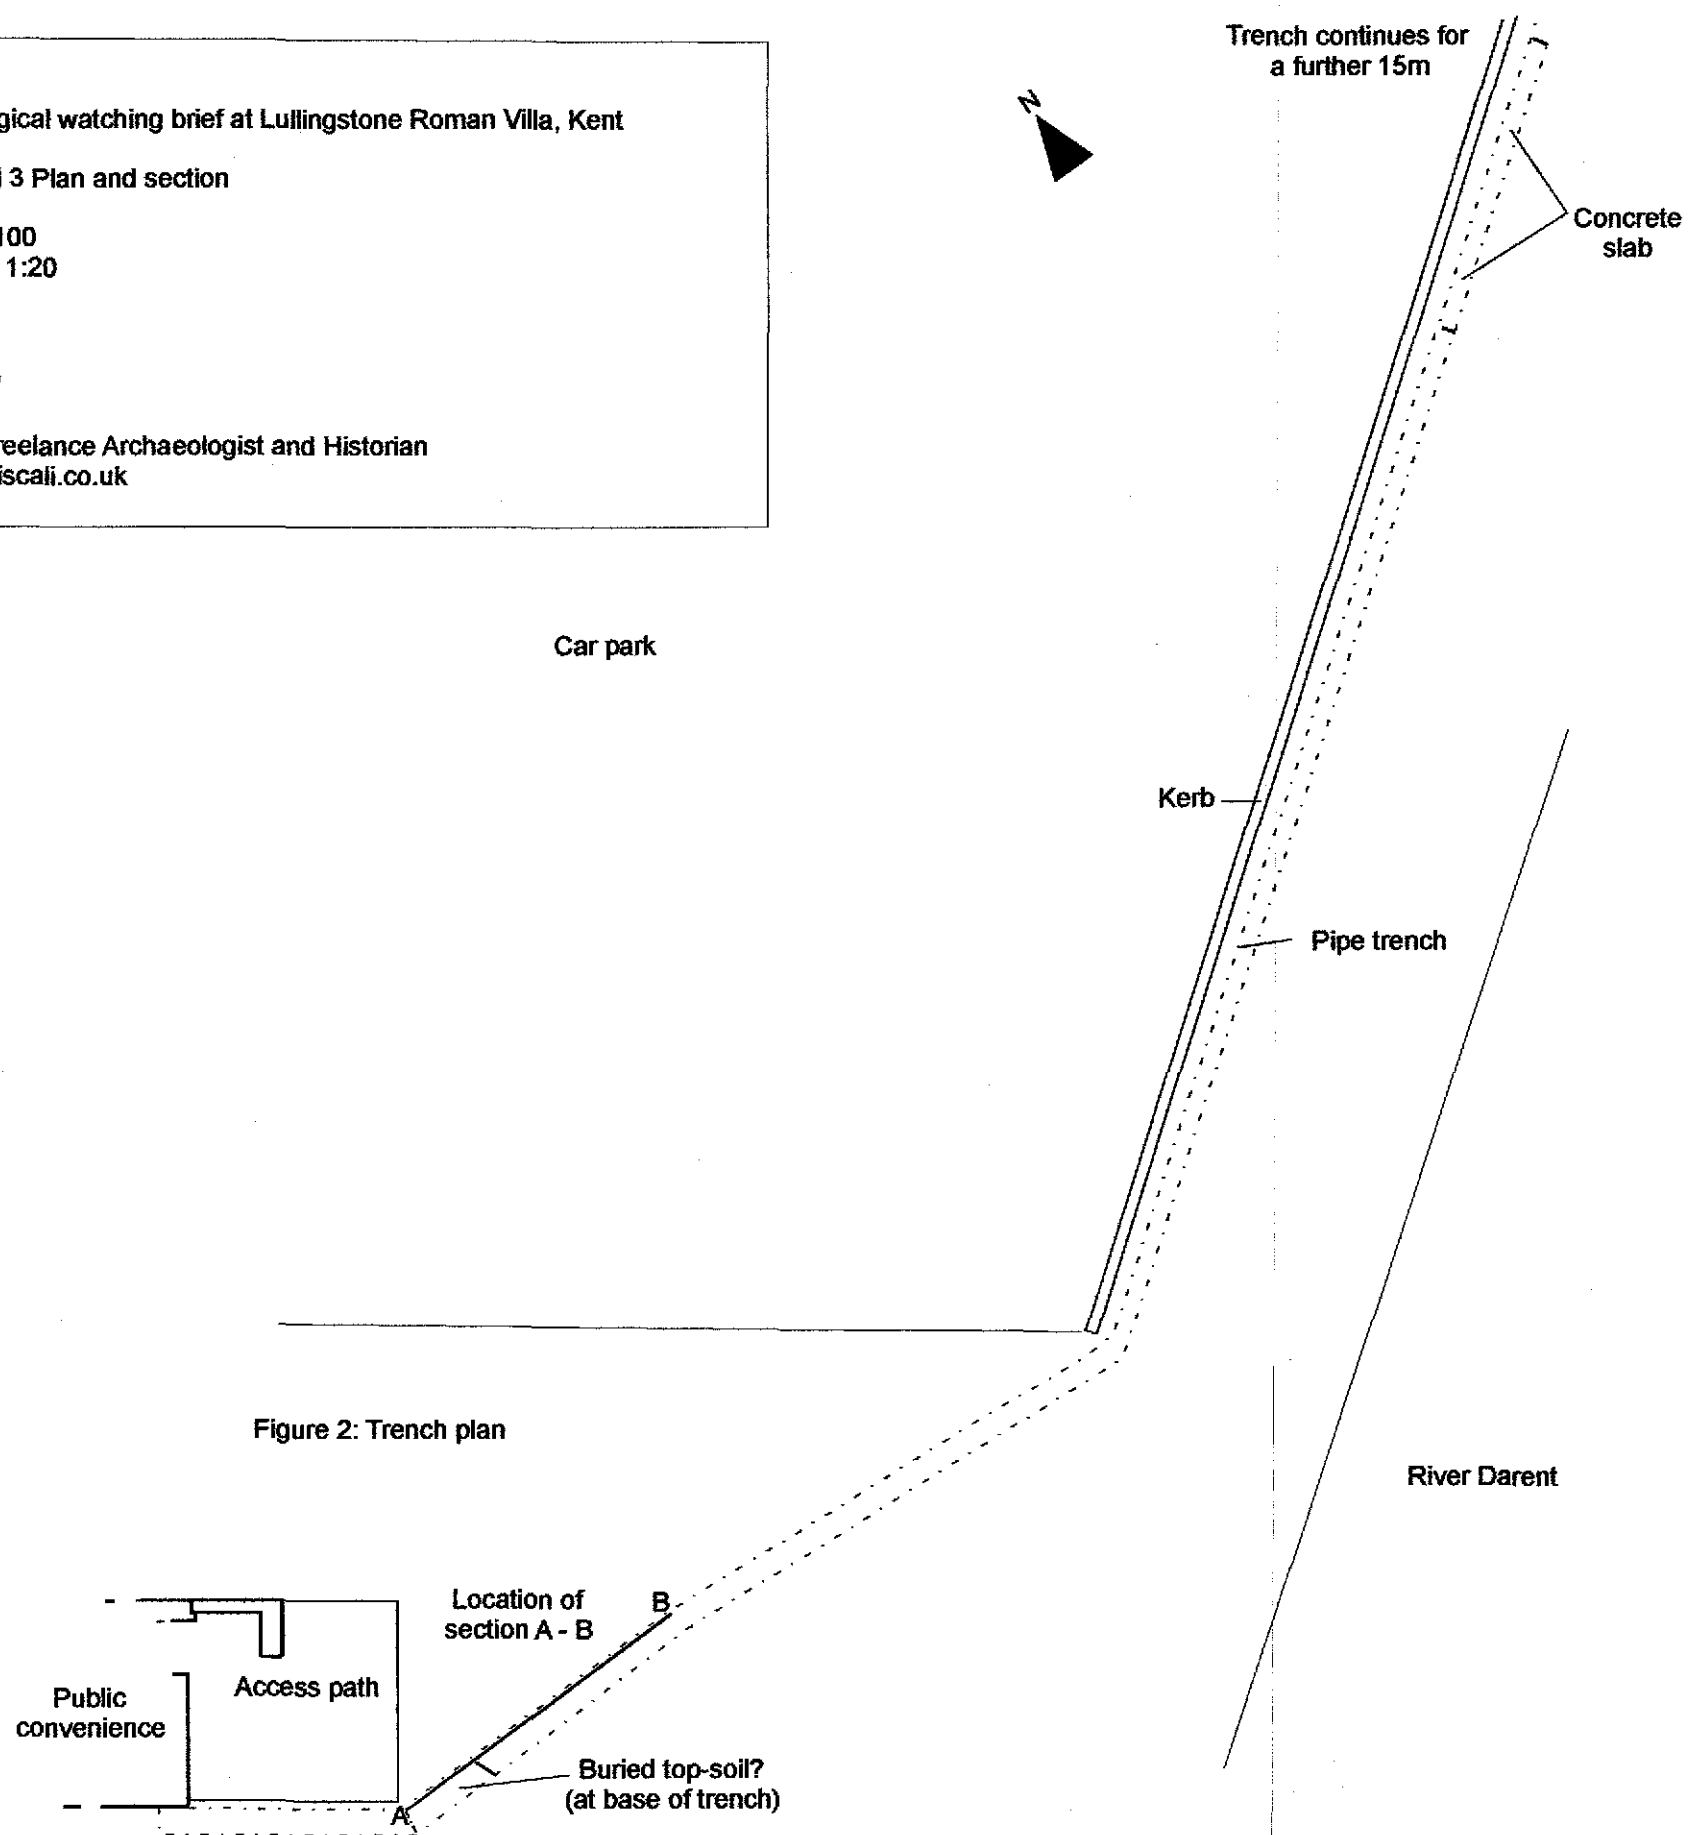 gical watching brief at Lullingstone Roman Villa, Kent
3 Plan and section
100
1:20
reelance Archaeologist and Historian
iscali.co.uk
Trench continues for
a further 15m
N
Concrete
slab
Car park
Kerb
Pipe trench
Figure 2: Trench plan
River Darent
Location of
section A - B
B
Access path
Public
convenience
Buried top-soil?
(at base of trench)
A